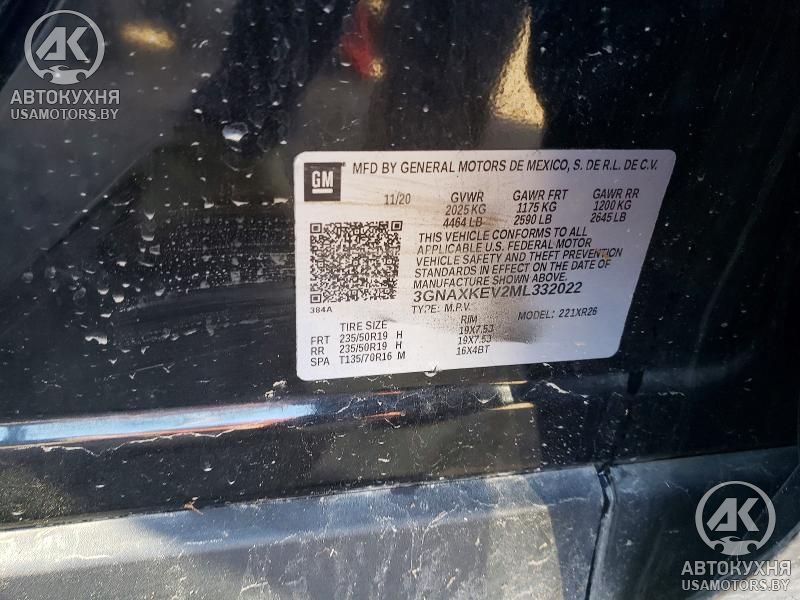 AK
АВТОКУХНЯ
USAMOTORS.BY
GM
MFD BY GENERAL MOTORS DE MEXICO, S. DE R.L. DE C.V.
11/20 GVWR GAWR FRT GAWR RR
2025 KG 1175 KG 1200 KG
4464 LB 2590 LB 2645 LB
THIS VEHICLE CONFORMS TO ALL
APPLICABLE U.S. FEDERAL MOTOR
VEHICLE SAFETY AND THEFT PREVENTION
STANDARDS IN EFFECT ON THE DATE OF
MANUFACTURE SHOWN ABOVE.
3GNAXKEV2ML332022
384A
TYPE: M.P.V. MODEL: 221XR26
TIRE SIZE RIM
FRT 235/50R19 H 19X7.5J
RR 235/50R19 H 19X7.5J
SPA T135/70R16 M 16X4BT
AK
АВТОКУХНЯ
USAMOTORS.BY